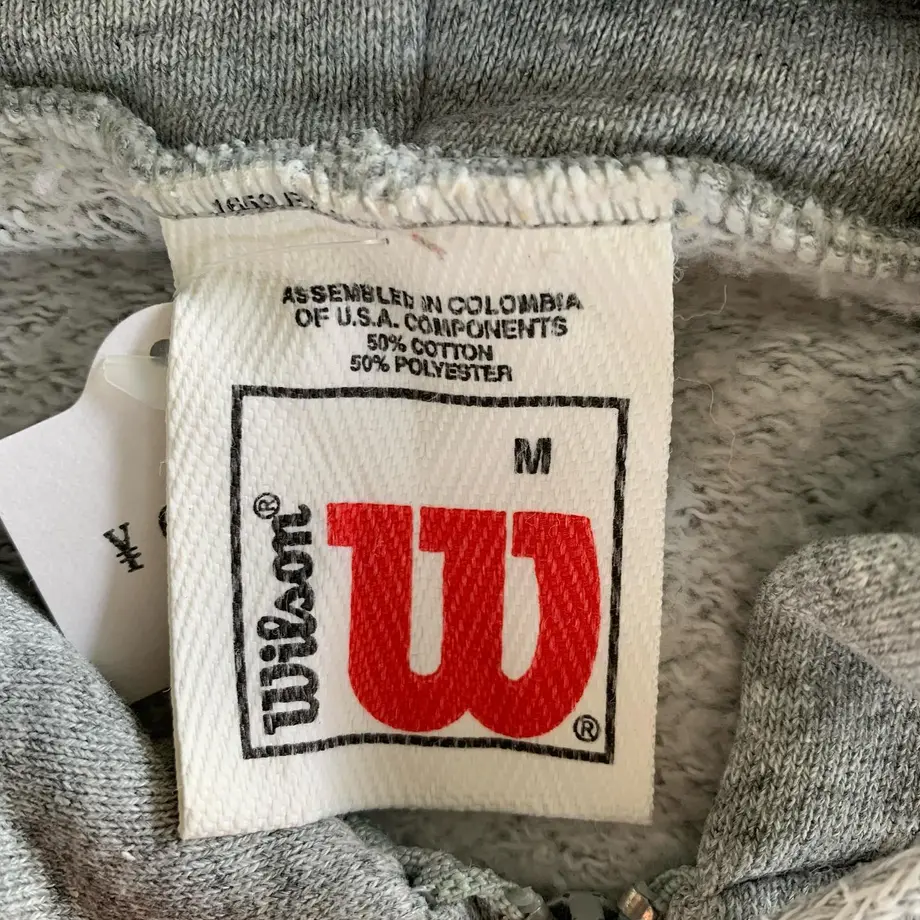 ASSEMBLED IN COLOMBIA
OF U.S.A. COMPONENTS
50% COTTON
50% POLYESTER
M
Wilson®
W
®
¥